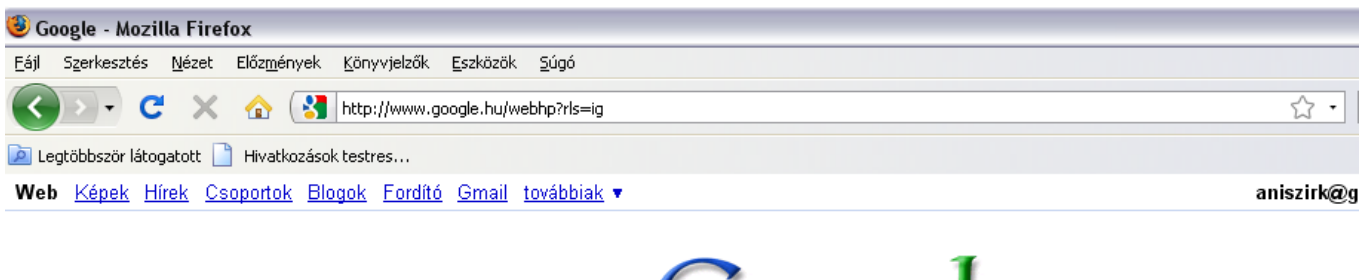 Google - Mozilla Firefox
Fájl Szerkesztés Nézet Előzmények Könyvjelzők Eszközök Súgó
http://www.google.hu/webhp?rls=ig
Legtöbbször látogatott Hivatkozások testres...
Web Képek Hírek Csoportok Blogok Fordító Gmail továbbiak ▼ aniszirk@g